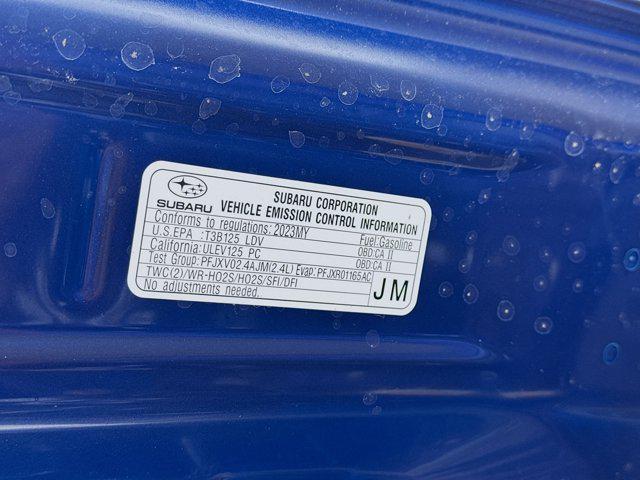 SUBARU
SUBARU CORPORATION
VEHICLE EMISSION CONTROL INFORMATION
Conforms to regulations: 2023MY Fuel:Gasoline
U.S.EPA :T3B125 LDV OBD:CA II
California:ULEV125 PC OBD:CA II
Test Group:PFJXV02.4AJM(2.4L) Evap:PFJXR01165AC
TWC(2)/WR-HO2S/HO2S/SFI/DFI
No adjustments needed.
JM